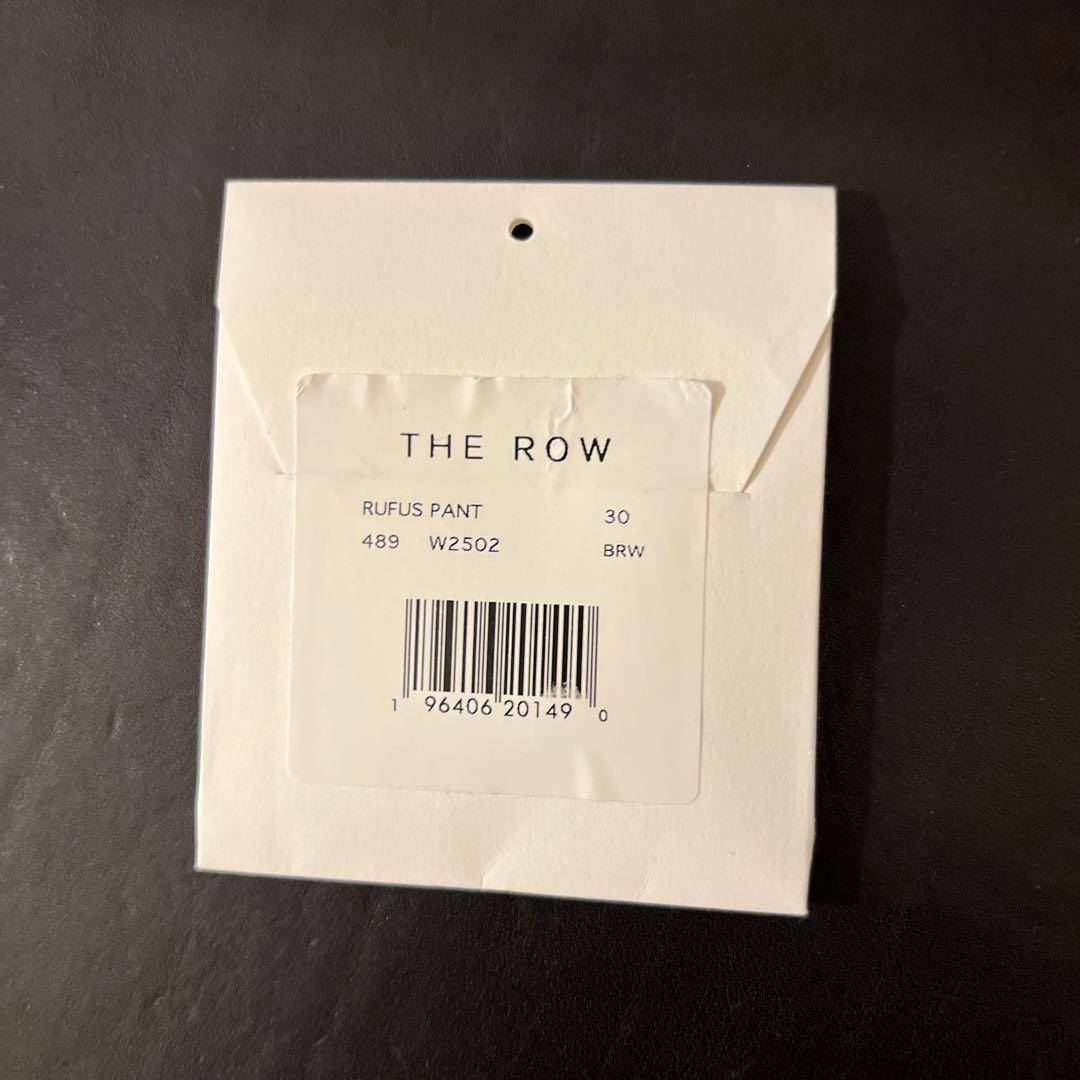 THE ROW
RUFUS PANT 30
489 W2502 BRW
1 96406 20149 0